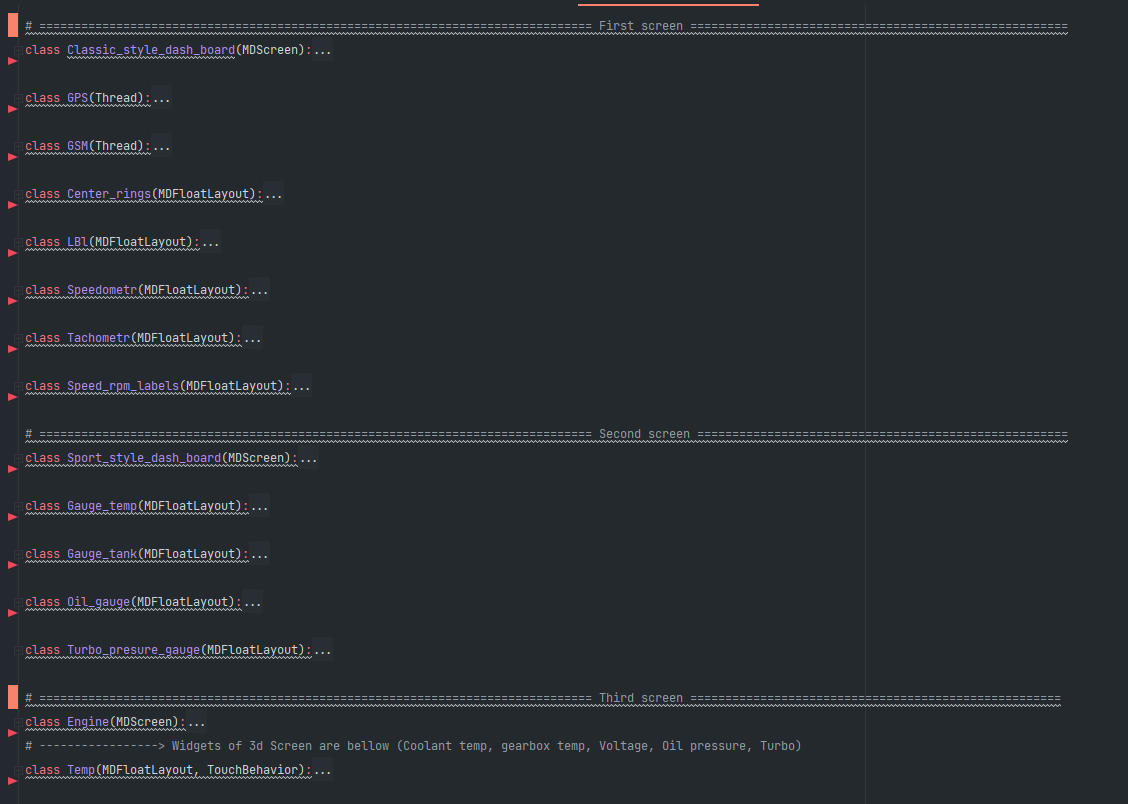 # =============================================================================== First screen ======================================================
class Classic_style_dash_board(MDScreen):...
class GPS(Thread):...
class GSM(Thread):...
class Center_rings(MDFloatLayout):...
class LBl(MDFloatLayout):...
class Speedometr(MDFloatLayout):...
class Tachometr(MDFloatLayout):...
class Speed_rpm_labels(MDFloatLayout):...
# =============================================================================== Second screen =====================================================
class Sport_style_dash_board(MDScreen):...
class Gauge_temp(MDFloatLayout):...
class Gauge_tank(MDFloatLayout):...
class Oil_gauge(MDFloatLayout):...
class Turbo_presure_gauge(MDFloatLayout):...
# =============================================================================== Third screen =====================================================
class Engine(MDScreen):...
# -----------------> Widgets of 3d Screen are bellow (Coolant temp, gearbox temp, Voltage, Oil pressure, Turbo)
class Temp(MDFloatLayout, TouchBehavior):...